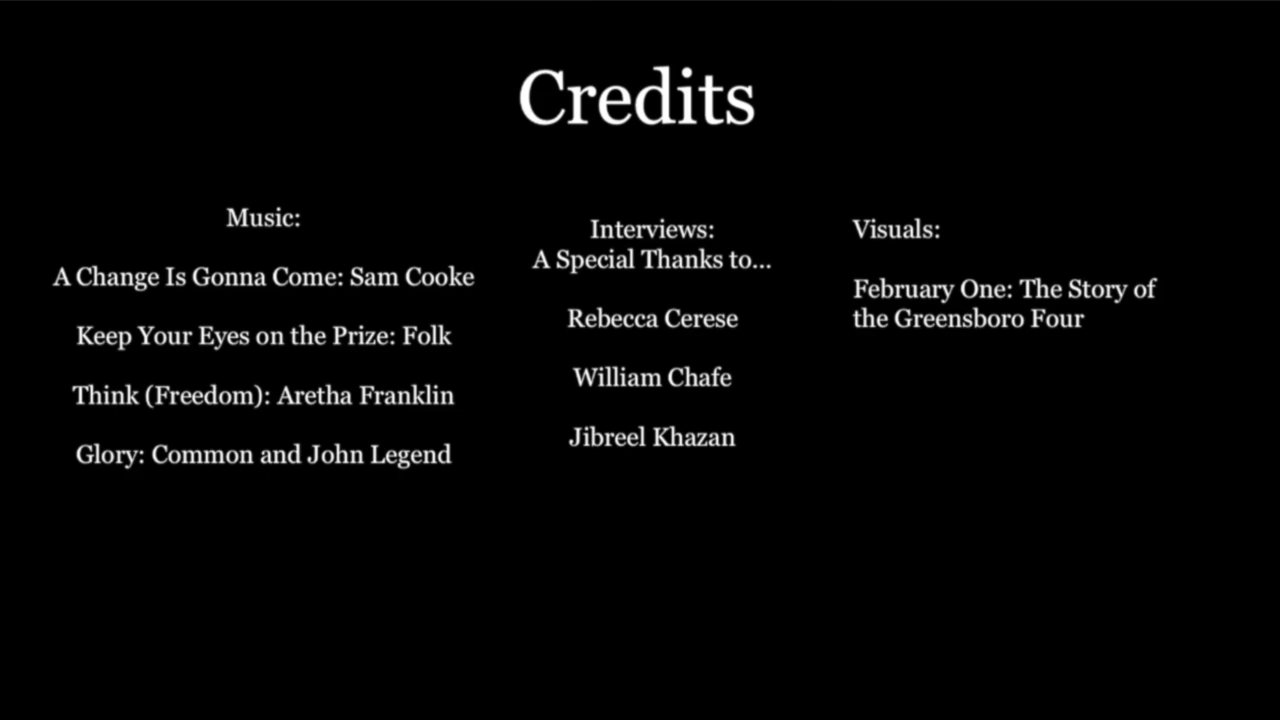 Credits
Music:
A Change Is Gonna Come: Sam Cooke
Keep Your Eyes on the Prize: Folk
Think (Freedom): Aretha Franklin
Glory: Common and John Legend
Interviews:
A Special Thanks to...
Rebecca Cerese
William Chafe
Jibreel Khazan
Visuals:
February One: The Story of
the Greensboro Four